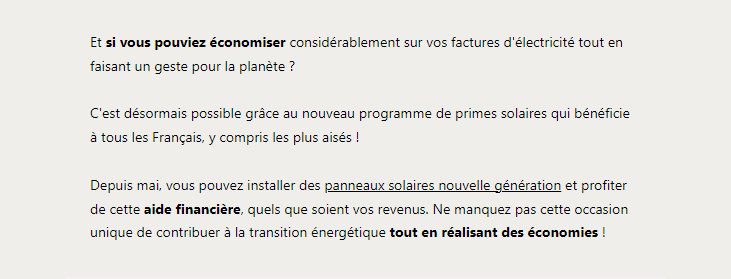 Et si vous pouviez économiser considérablement sur vos factures d'électricité tout en
faisant un geste pour la planète ?
C'est désormais possible grâce au nouveau programme de primes solaires qui bénéficie
à tous les Français, y compris les plus aisés !
Depuis mai, vous pouvez installer des panneaux solaires nouvelle génération et profiter
de cette aide financière, quels que soient vos revenus. Ne manquez pas cette occasion
unique de contribuer à la transition énergétique tout en réalisant des économies !